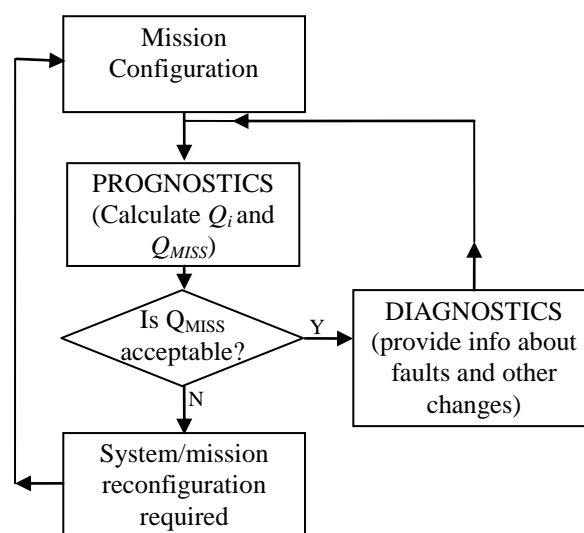 Mission
Configuration
PROGNOSTICS
(Calculate Qi and
QMISS)
Is QMISS
acceptable?
Y
DIAGNOSTICS
(provide info about
faults and other
changes)
N
System/mission
reconfiguration
required